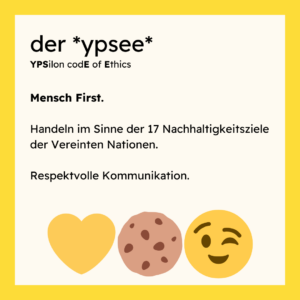 der *ypsee*
YPSilon codE of Ethics
Mensch First.
Handeln im Sinne der 17 Nachhaltigkeitsziele
der Vereinten Nationen.
Respektvolle Kommunikation.